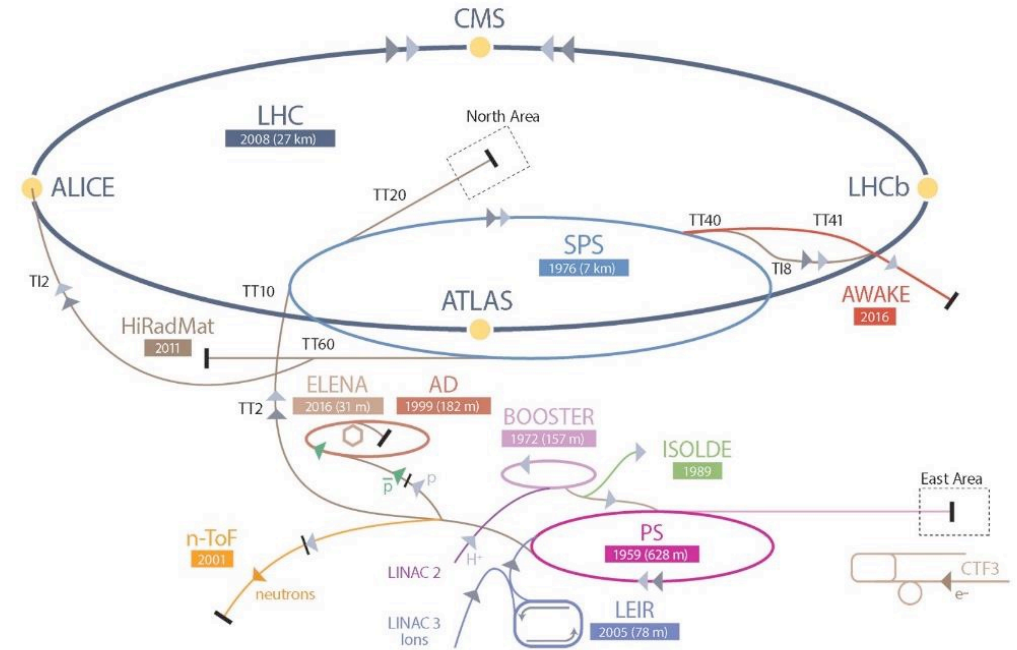 CMS
LHC
2008 (27 km)
North Area
ALICE
LHCb
TT20
TT40
TT41
SPS
1976 (7 km)
TI8
TI2
TT10
ATLAS
AWAKE
2016
HiRadMat
2011
TT60
ELENA
2016 (31 m)
AD
1999 (182 m)
TT2
BOOSTER
1972 (157 m)
ISOLDE
1989
p
p
East Area
n-ToF
2001
PS
1959 (628 m)
H+
LINAC 2
neutrons
CTF3
e-
LEIR
2005 (78 m)
LINAC 3
Ions